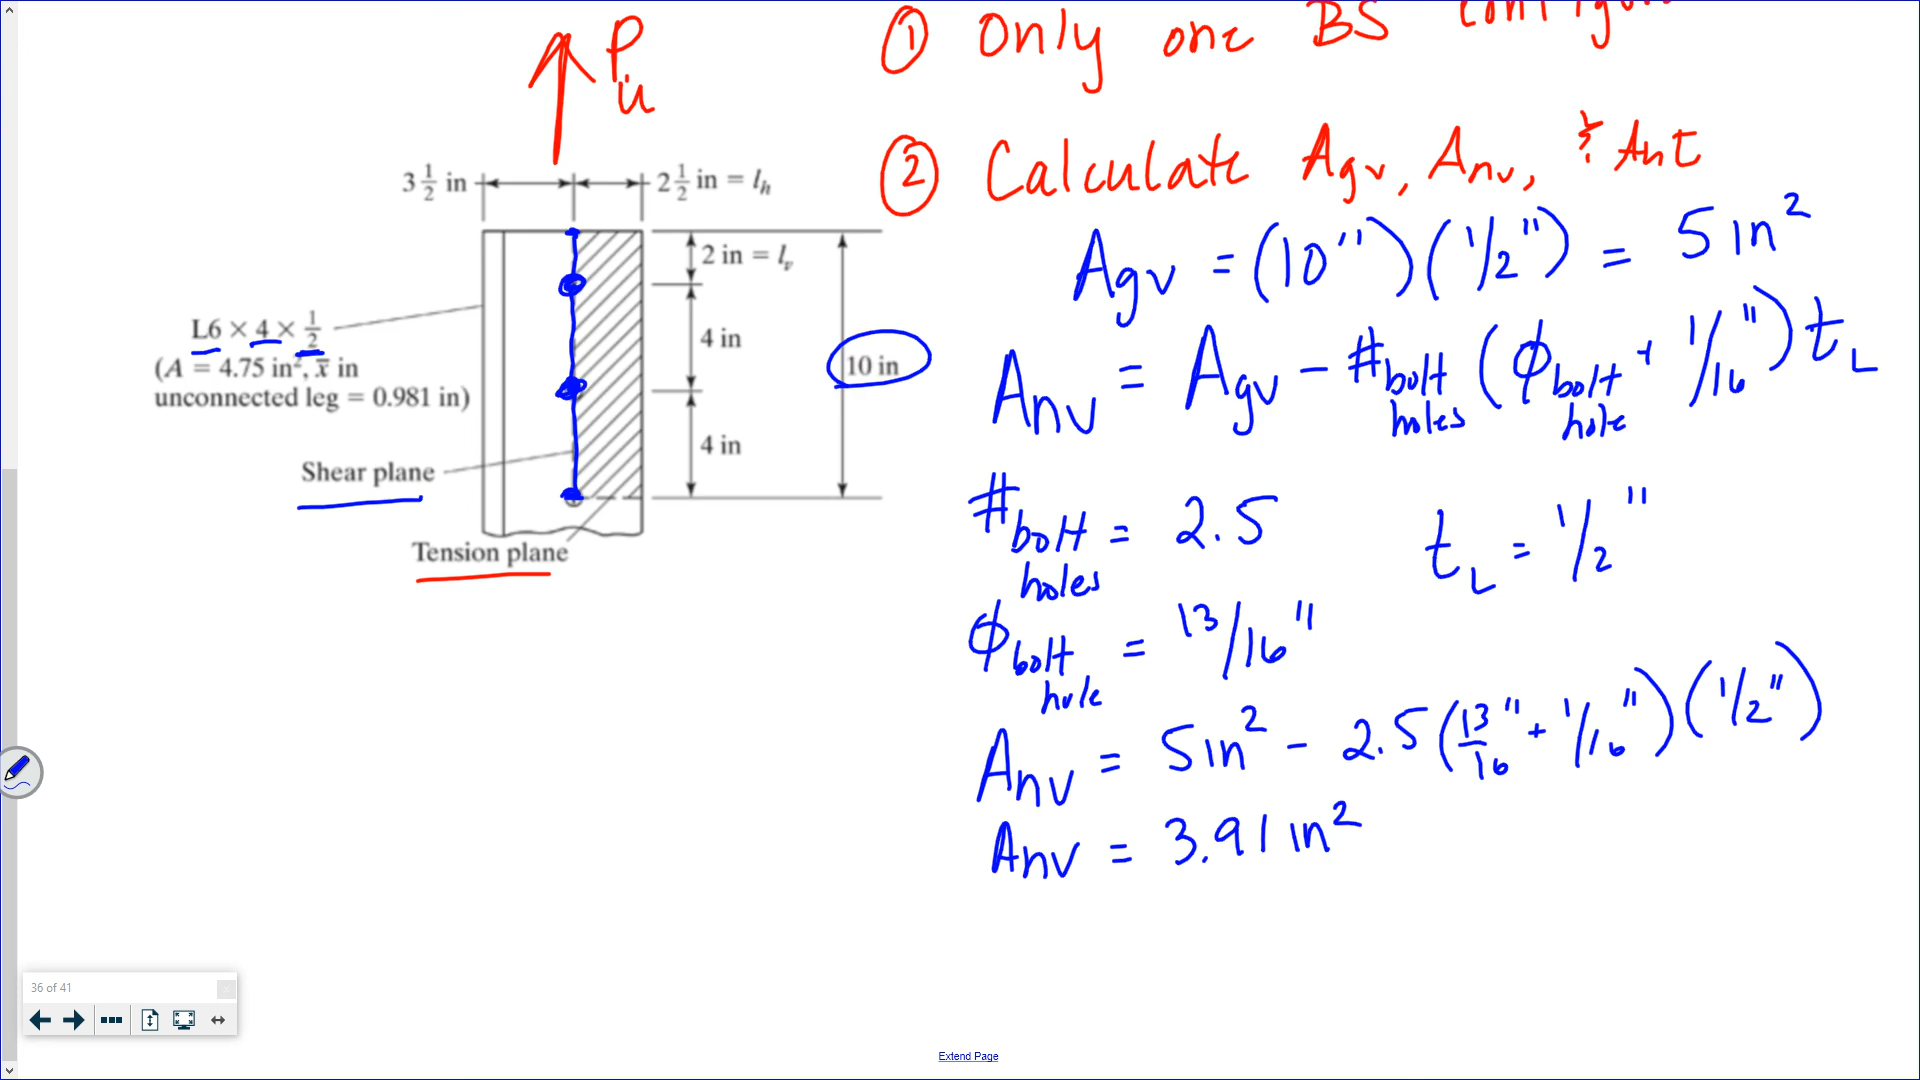 P
u
① Only one BS configu
② Calculate Agv, Anv, & Ant
3 1/2 in
2 1/2 in = lh
2 in = lv
4 in
10 in
4 in
L6 × 4 × 1/2
(A = 4.75 in², x̄ in
unconnected leg = 0.981 in)
Shear plane
Tension plane
Agv = (10")(1/2") = 5 in²
Anv = Agv - #bolt holes (ϕbolt hole + 1/16") tL
#bolt holes = 2.5
tL = 1/2"
ϕbolt hole = 13/16"
Anv = 5in² - 2.5(13/16" + 1/16")(1/2")
Anv = 3.91 in²
36 of 41
Extend Page